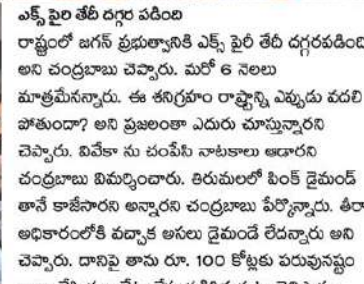 ఎక్స్ పైరి తేదీ దగ్గర పడింది
రాష్ట్రంలో జగన్ ప్రభుత్వానికి ఎక్స్ పైరీ తేదీ దగ్గరపడింది
అని చంద్రబాబు చెప్పారు. మరో 6 నెలలు
మాత్రమేనన్నారు. ఈ శనిగ్రహం రాష్ట్రాన్ని ఎప్పుడు వదలి
పోతుందా? అని ప్రజలంతా ఎదురు చూస్తున్నారని
చెప్పారు. వివేకా ను చంపేసి నాటకాలు ఆడారని
చంద్రబాబు విమర్శించారు. తిరుమలలో పింక్ డైమండ్
తానే కాజేసారని అన్నారని చంద్రబాబు పేర్కొన్నారు. తీరా
అధికారంలోకి వచ్చాక అసలు డైమండే లేదన్నారు అని
చెప్పారు. దానిపై తాను రూ. 100 కోట్లకు పరువునష్టం